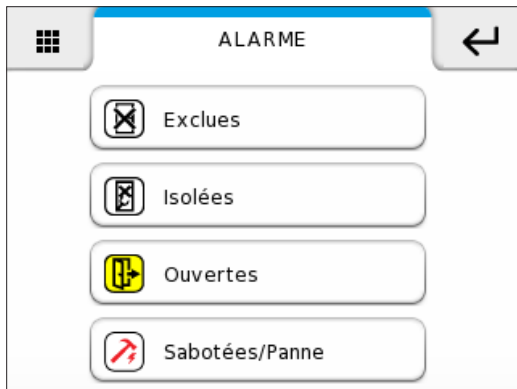 ALARME
Exclues
Isolées
Ouvertes
Sabotées/Panne